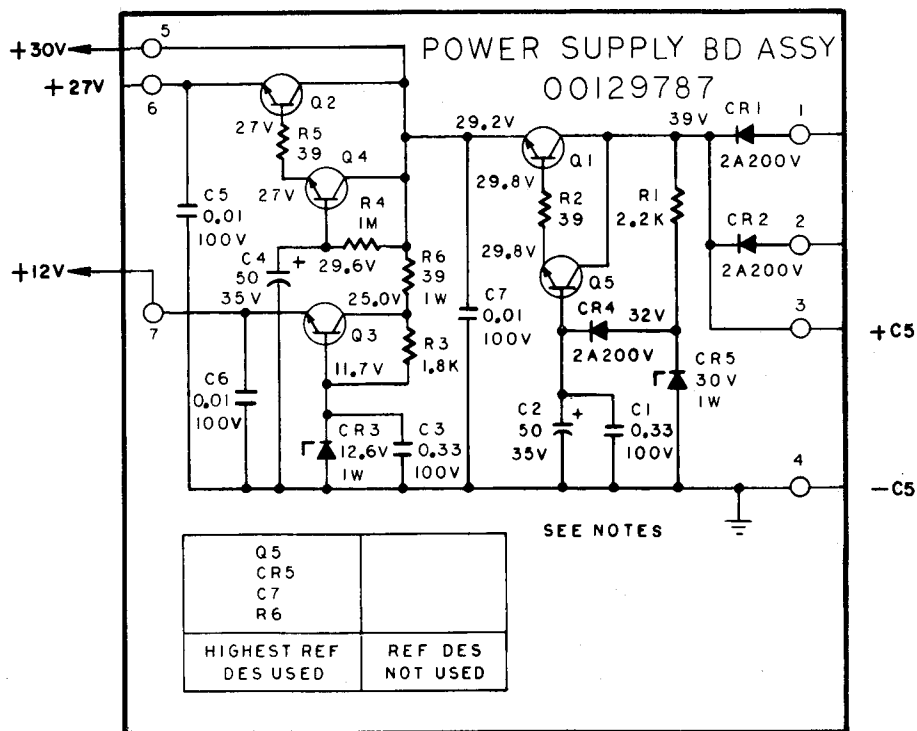 POWER SUPPLY BD ASSY
00129787
+30V
5
+27V
6
Q2
27V
R5
39
Q4
27V
R4
1M
C5
0.01
100V
C4
+
50
35V
29.6V
R6
39
1W
+12V
7
25.0V
Q3
R3
1.8K
11.7V
C6
0.01
100V
CR3
12.6V
1W
C3
0.33
100V
C7
0.01
100V
29.2V
Q1
29.8V
R2
39
29.8V
Q5
39V
R1
2.2K
CR1
2A200V
1
CR2
2A200V
2
3
+C5
CR4
2A200V
32V
CR5
30V
1W
C2
+
50
35V
C1
0.33
100V
4
-C5
SEE NOTES
Q5
CR5
C7
R6
HIGHEST REF
DES USED
REF DES
NOT USED